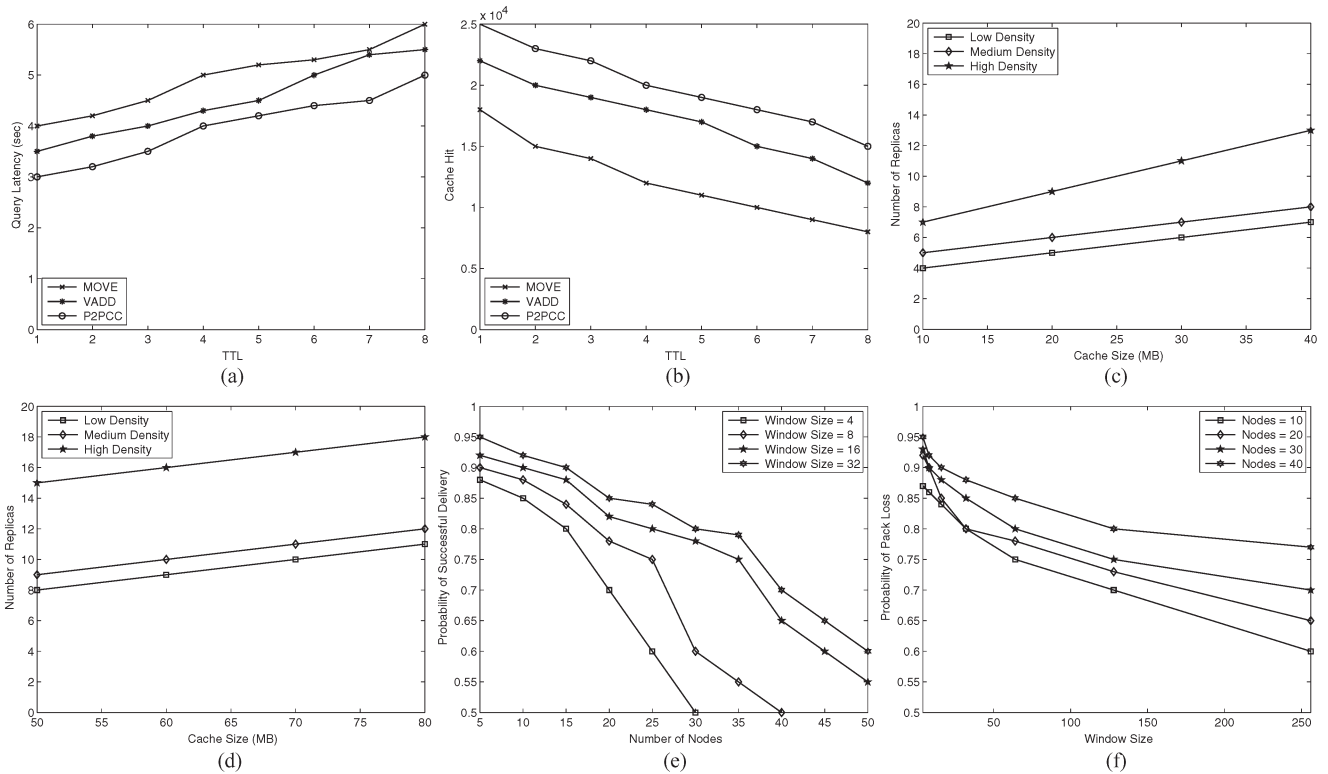 6
5
4
3
2
1
0
Query Latency (sec)
MOVE
VADD
P2PCC
1 2 3 4 5 6 7 8
TTL
(a)
x 10⁴
2.5
2
1.5
1
0.5
0
Cache Hit
MOVE
VADD
P2PCC
1 2 3 4 5 6 7 8
TTL
(b)
20
18
16
14
12
10
8
6
4
2
0
Number of Replicas
Low Density
Medium Density
High Density
10 15 20 25 30 35 40
Cache Size (MB)
(c)
20
18
16
14
12
10
8
6
4
2
0
Number of Replicas
Low Density
Medium Density
High Density
50 55 60 65 70 75 80
Cache Size (MB)
(d)
1
0.95
0.9
0.85
0.8
0.75
0.7
0.65
0.6
0.55
0.5
Probability of Successful Delivery
Window Size = 4
Window Size = 8
Window Size = 16
Window Size = 32
5 10 15 20 25 30 35 40 45 50
Number of Nodes
(e)
1
0.95
0.9
0.85
0.8
0.75
0.7
0.65
0.6
0.55
0.5
Probability of Pack Loss
Nodes = 10
Nodes = 20
Nodes = 30
Nodes = 40
50 100 150 200 250
Window Size
(f)